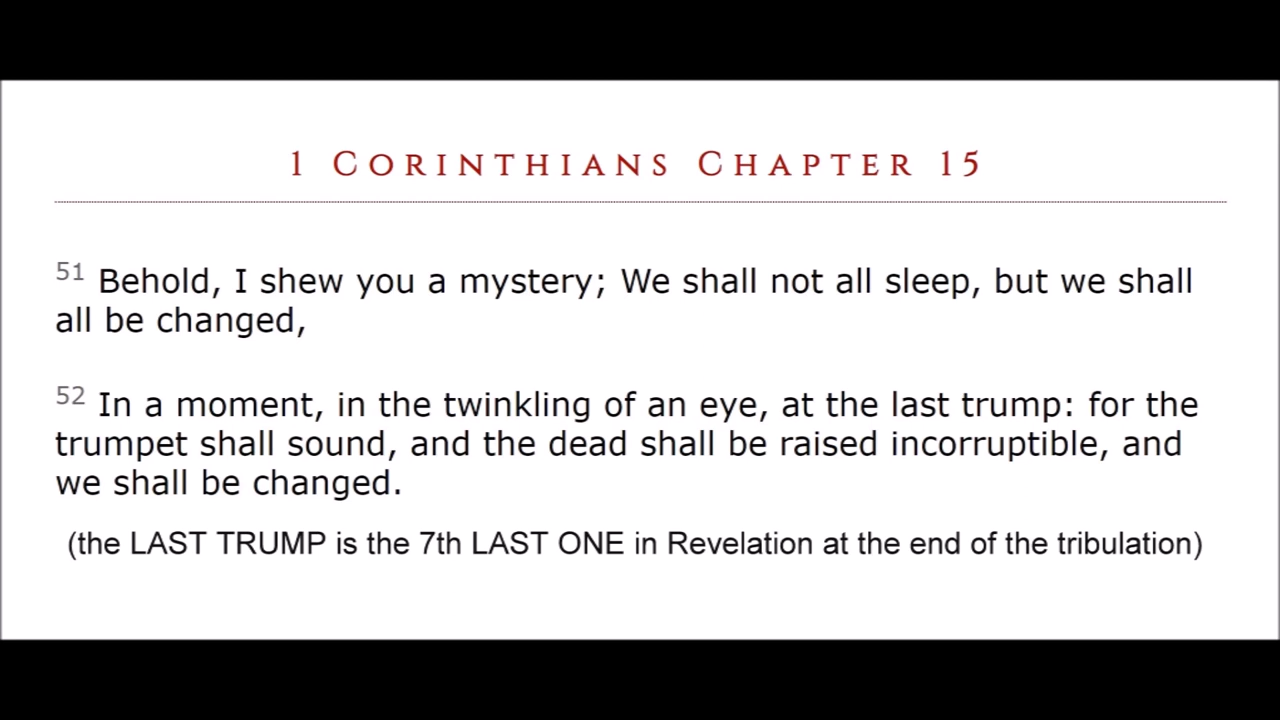 1 Corinthians Chapter 15
51 Behold, I shew you a mystery; We shall not all sleep, but we shall
all be changed,
52 In a moment, in the twinkling of an eye, at the last trump: for the
trumpet shall sound, and the dead shall be raised incorruptible, and
we shall be changed.
(the LAST TRUMP is the 7th LAST ONE in Revelation at the end of the tribulation)